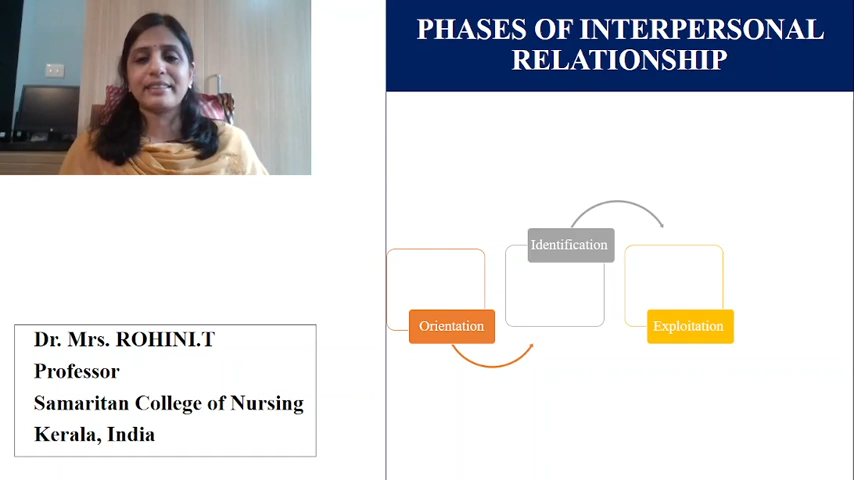 PHASES OF INTERPERSONAL
RELATIONSHIP
Identification
Orientation
Exploitation
Dr. Mrs. ROHINI.T
Professor
Samaritan College of Nursing
Kerala, India